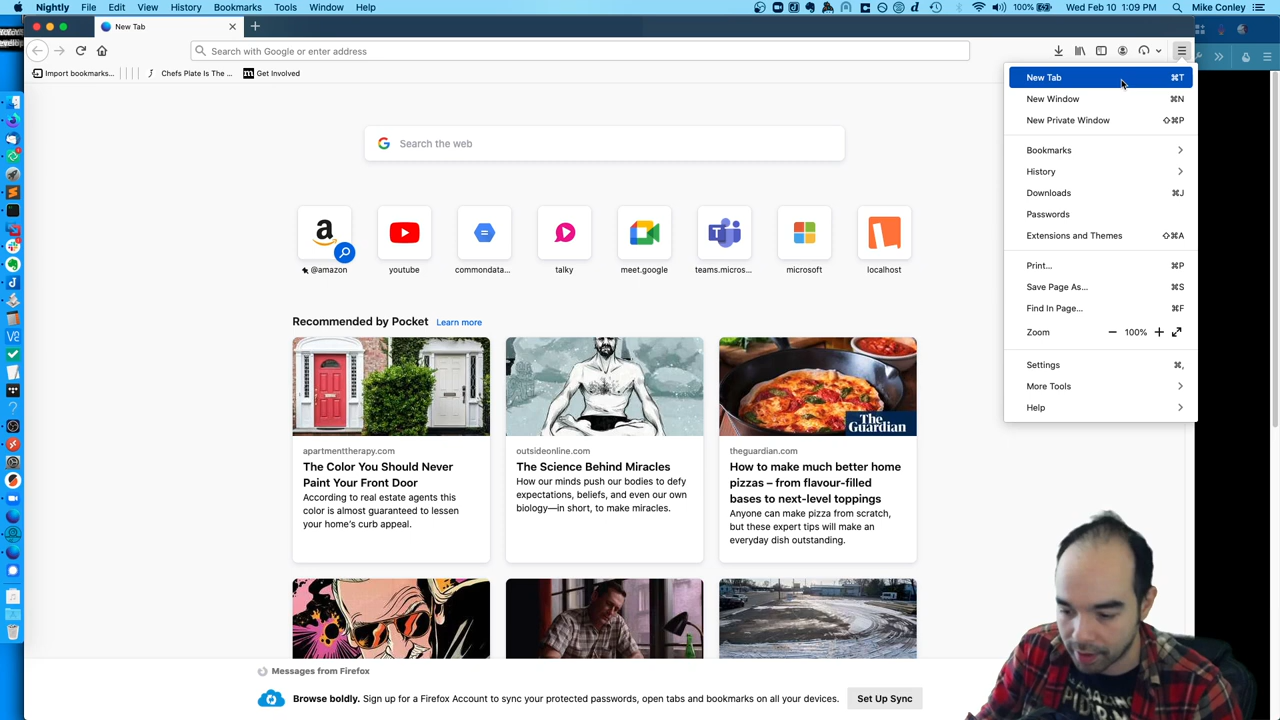 Nightly File Edit View History Bookmarks Tools Window Help
100% Wed Feb 10 1:09 PM Mike Conley
New Tab
Search with Google or enter address
Import bookmarks... Chefs Plate Is The ... Get Involved
New Tab ⌘T
New Window ⌘N
New Private Window ⇧⌘P
Bookmarks
History
Downloads ⌘J
Passwords
Extensions and Themes ⇧⌘A
Print... ⌘P
Save Page As... ⌘S
Find In Page... ⌘F
Zoom 100%
Settings ⌘,
More Tools
Help
Search the web
@amazon youtube commondata... talky meet.google teams.micros... microsoft localhost
Recommended by Pocket Learn more
The
Guardian
apartmenttherapy.com
The Color You Should Never
Paint Your Front Door
According to real estate agents this
color is almost guaranteed to lessen
your home's curb appeal.
outsideonline.com
The Science Behind Miracles
How our minds push our bodies to defy
expectations, beliefs, and even our own
biology—in short, to make miracles.
theguardian.com
How to make much better home
pizzas – from flavour-filled
bases to next-level toppings
Anyone can make pizza from scratch,
but these expert tips will make an
everyday dish outstanding.
Messages from Firefox
Browse boldly. Sign up for a Firefox Account to sync your protected passwords, open tabs and bookmarks on all your devices.
Set Up Sync